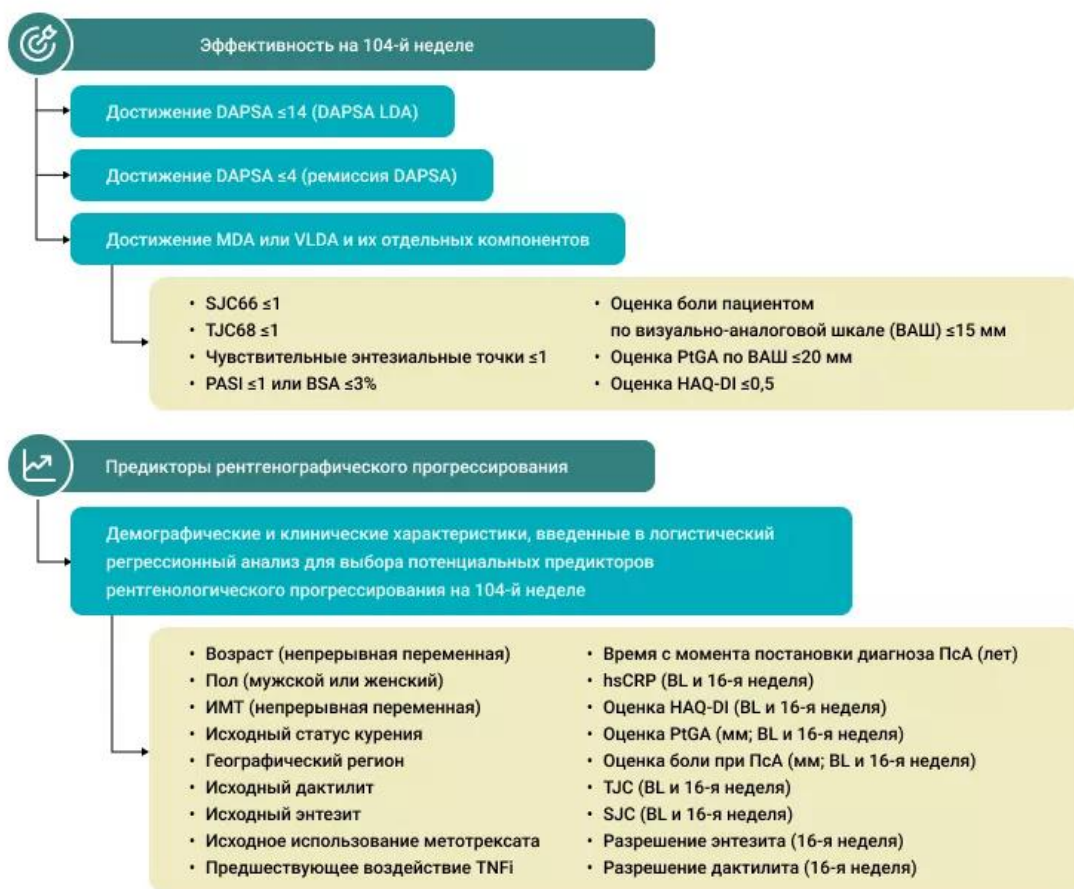 Эффективность на 104-й неделе
Достижение DAPSA ≤14 (DAPSA LDA)
Достижение DAPSA ≤4 (ремиссия DAPSA)
Достижение MDA или VLDA и их отдельных компонентов
• SJC66 ≤1
• TJC68 ≤1
• Чувствительные энтезиальные точки ≤1
• PASI ≤1 или BSA ≤3%
• Оценка боли пациентом
по визуально-аналоговой шкале (ВАШ) ≤15 мм
• Оценка PtGA по ВАШ ≤20 мм
• Оценка HAQ-DI ≤0,5
Предикторы рентгенографического прогрессирования
Демографические и клинические характеристики, введенные в логистический
регрессионный анализ для выбора потенциальных предикторов
рентгенологического прогрессирования на 104-й неделе
• Возраст (непрерывная переменная)
• Пол (мужской или женский)
• ИМТ (непрерывная переменная)
• Исходный статус курения
• Географический регион
• Исходный дактилит
• Исходный энтезит
• Исходное использование метотрексата
• Предшествующее воздействие TNFi
• Время с момента постановки диагноза ПсА (лет)
• hsCRP (BL и 16-я неделя)
• Оценка HAQ-DI (BL и 16-я неделя)
• Оценка PtGA (мм; BL и 16-я неделя)
• Оценка боли при ПсА (мм; BL и 16-я неделя)
• TJC (BL и 16-я неделя)
• SJC (BL и 16-я неделя)
• Разрешение энтезита (16-я неделя)
• Разрешение дактилита (16-я неделя)